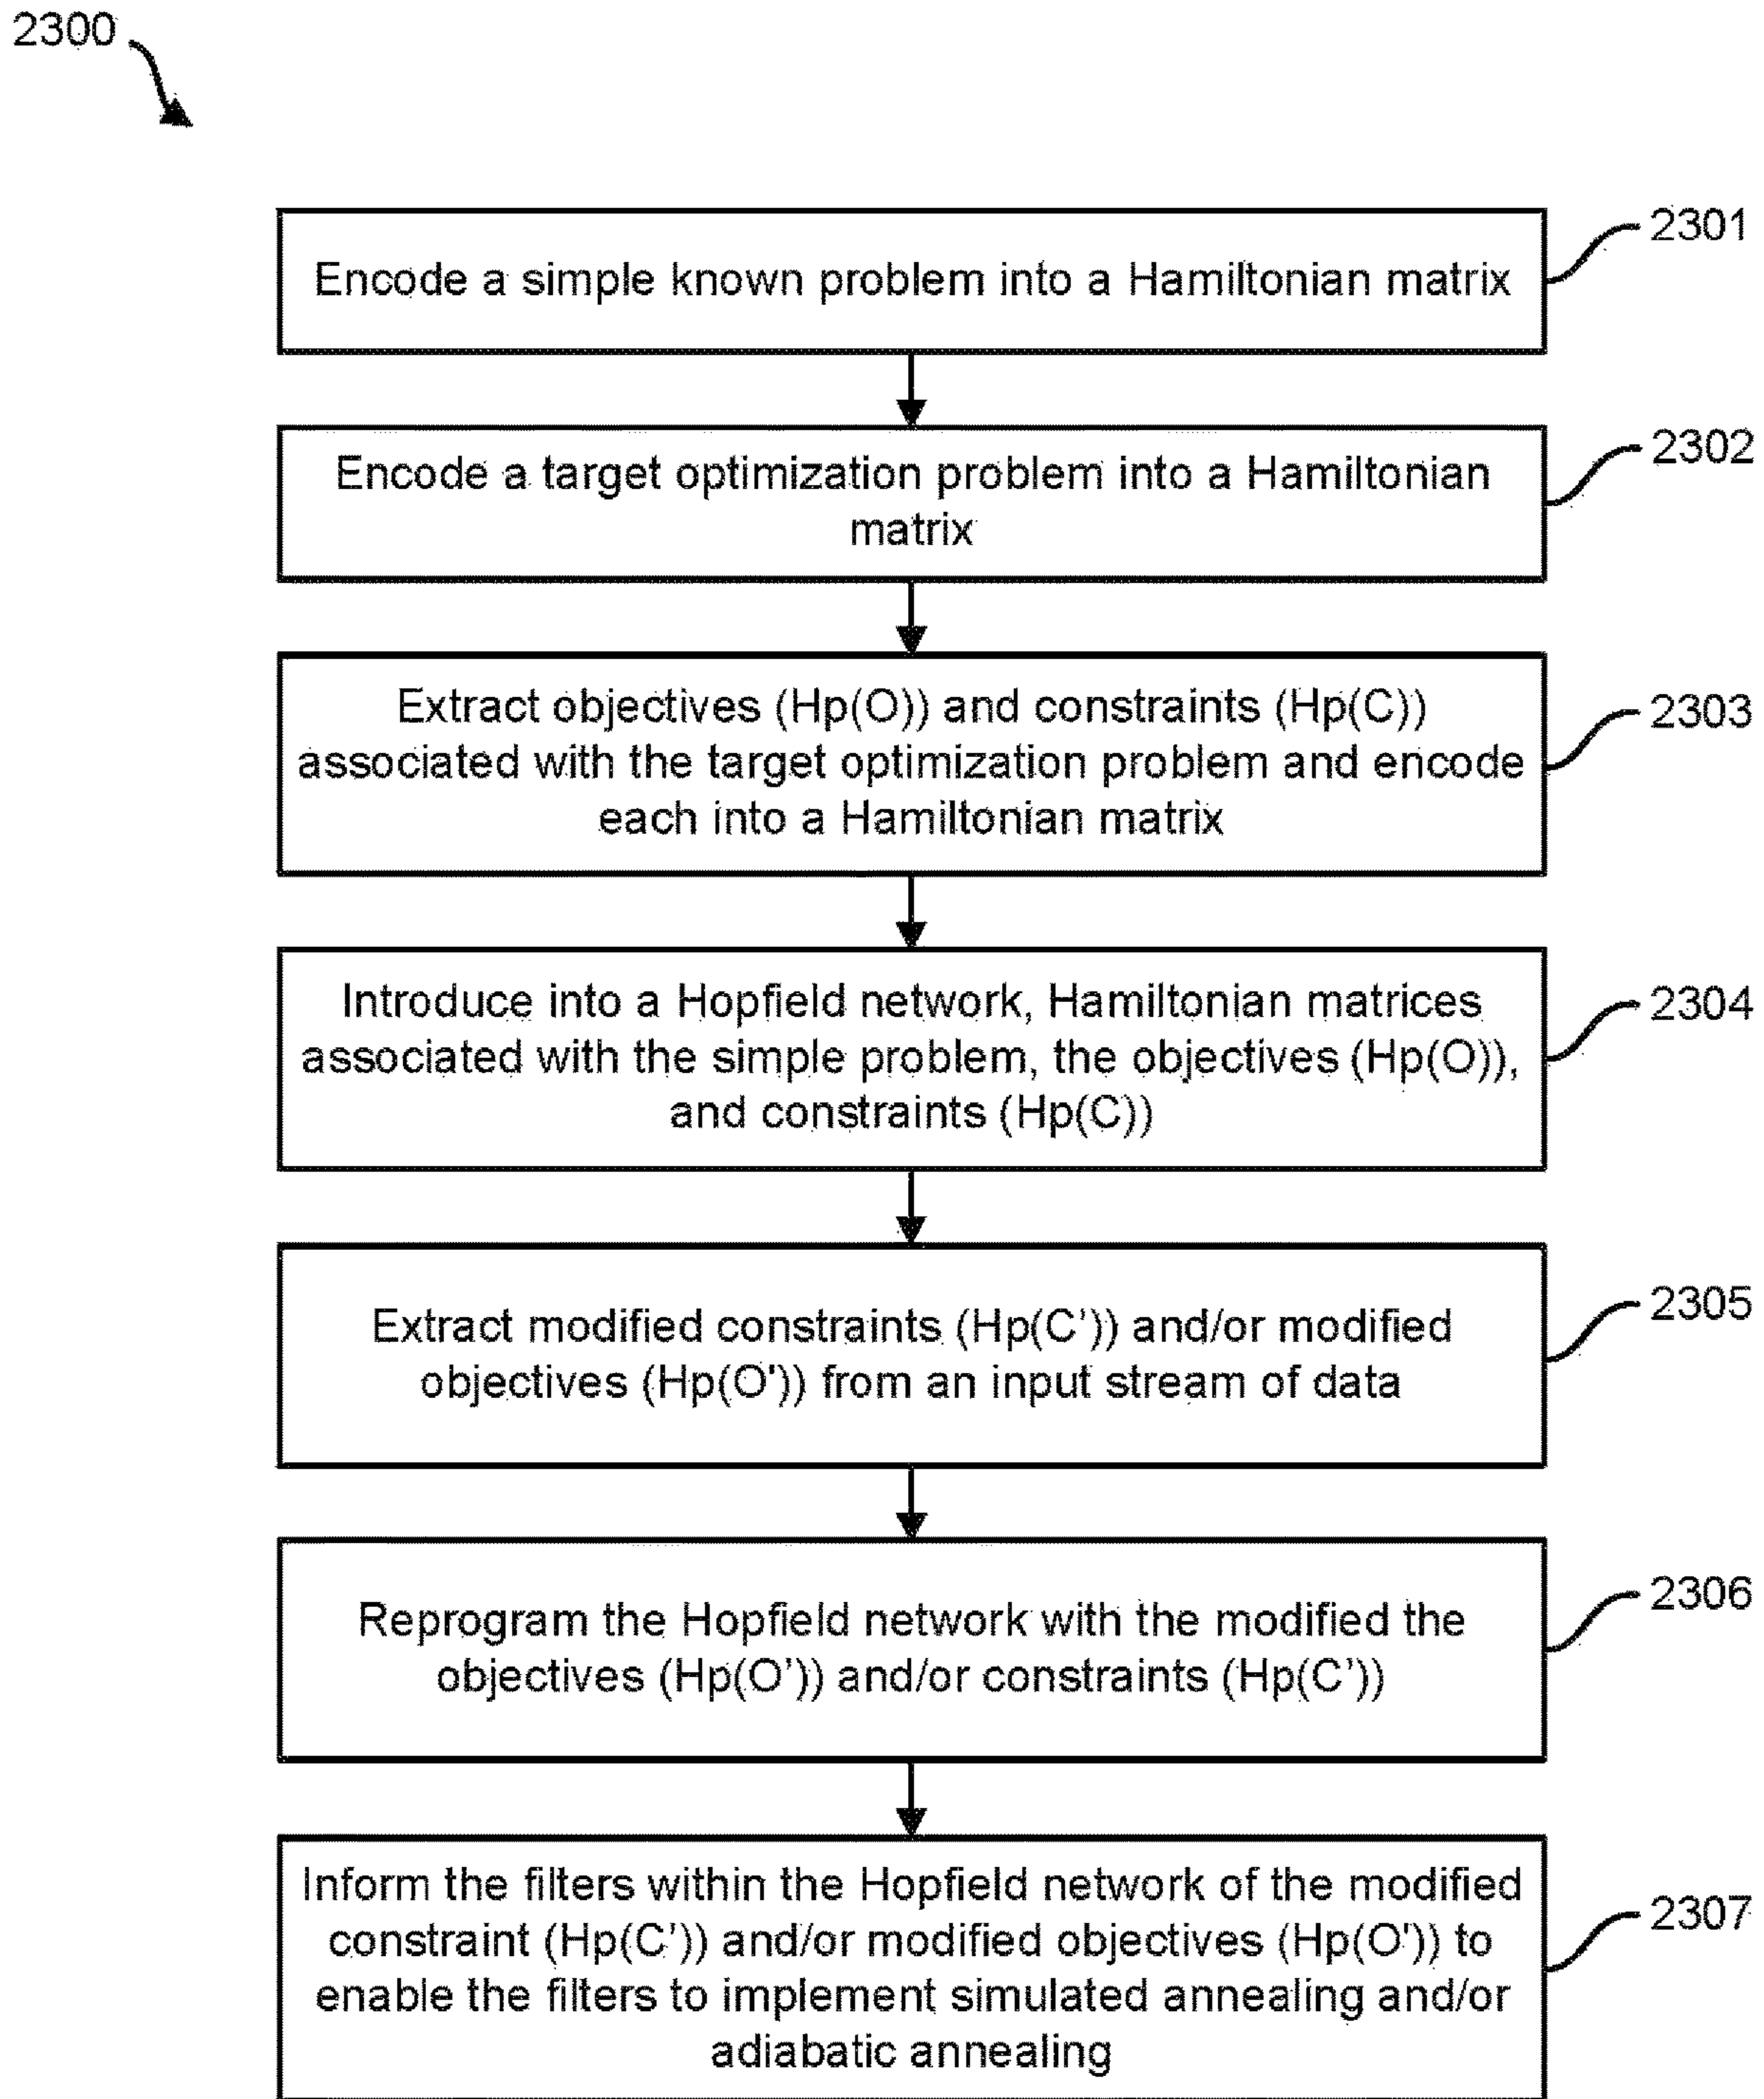 2300
2301
Encode a simple known problem into a Hamiltonian matrix
2302
Encode a target optimization problem into a Hamiltonian
matrix
Extract objectives (Hp(O)) and constraints (Hp(C))
2303
associated with the target optimization problem and encode
each into a Hamiltonian matrix
Introduce into a Hopfield network, Hamiltonian matrices
2304
associated with the simple problem, the objectives (Hp(O)),
and constraints (Hp(C))
2305
Extract modified constraints (Hp(C’)) and/or modified
objectives (Hp(O')) from an input stream of data
2306
Reprogram the Hopfield network with the modified the
objectives (Hp(O’)) and/or constraints (Hp(C’))
Inform the filters within the Hopfield network of the modified
2307
constraint (Hp(C’)) and/or modified objectives (Hp(O')) to
enable the filters to implement simulated annealing and/or
adiabatic annealing